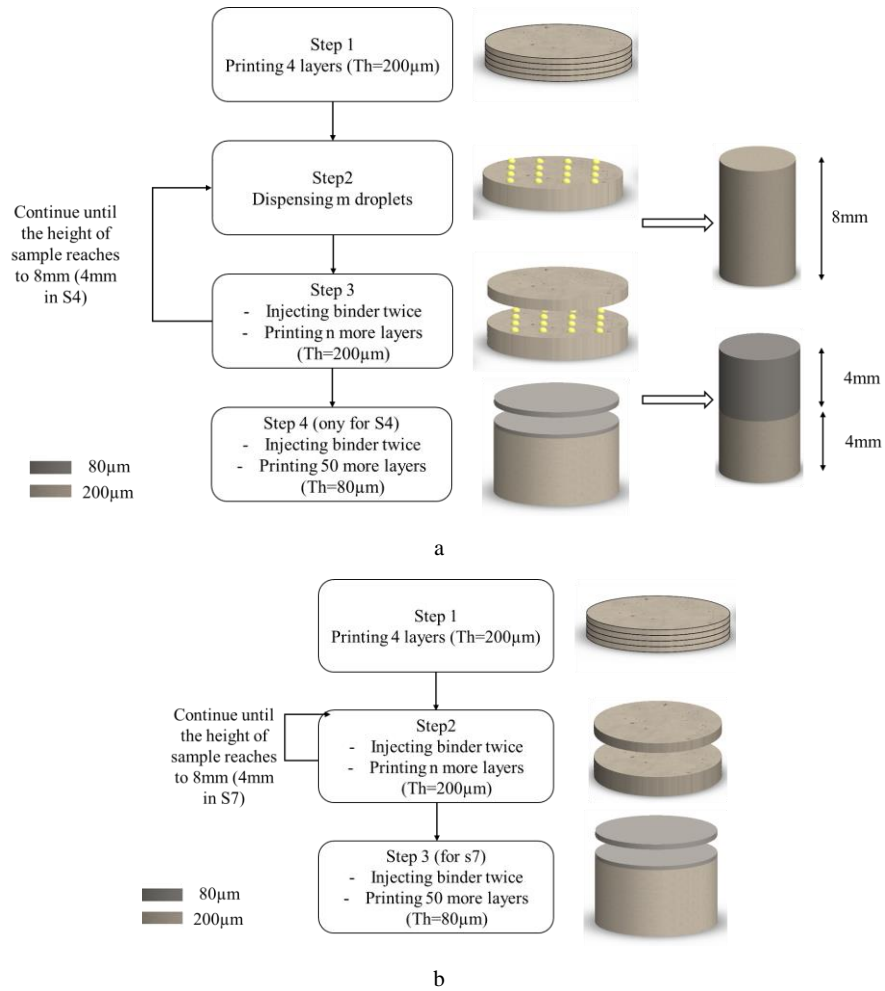 Step 1
Printing 4 layers (Th=200µm)
Step2
Dispensing m droplets
Continue until
the height of
sample reaches
to 8mm (4mm
in S4)
Step 3
- Injecting binder twice
- Printing n more layers
(Th=200µm)
Step 4 (ony for S4)
- Injecting binder twice
- Printing 50 more layers
(Th=80µm)
80µm
200µm
8mm
4mm
4mm
a
Step 1
Printing 4 layers (Th=200µm)
Continue until
the height of
sample reaches
to 8mm (4mm
in S7)
Step2
- Injecting binder twice
- Printing n more layers
(Th=200µm)
Step 3 (for s7)
- Injecting binder twice
- Printing 50 more layers
(Th=80µm)
80µm
200µm
b